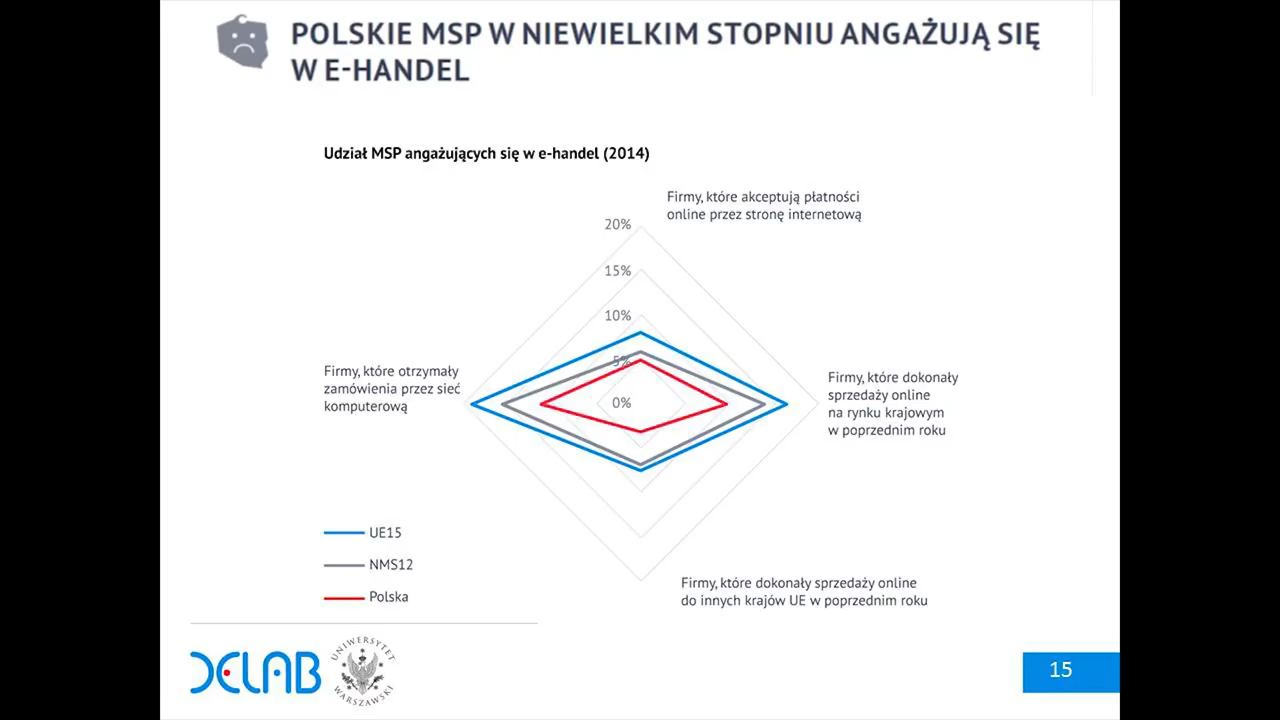 POLSKIE MSP W NIEWIELKIM STOPNIU ANGAŻUJĄ SIĘ
W E-HANDEL
Udział MSP angażujących się w e-handel (2014)
Firmy, które akceptują płatności
online przez stronę internetową
20%
15%
10%
5%
0%
Firmy, które otrzymały
zamówienia przez sieć
komputerową
Firmy, które dokonały
sprzedaży online
na rynku krajowym
w poprzednim roku
Firmy, które dokonały sprzedaży online
do innych krajów UE w poprzednim roku
UE15
NMS12
Polska
DELAB
UNIWERSYTET
WARSZAWSKI
15